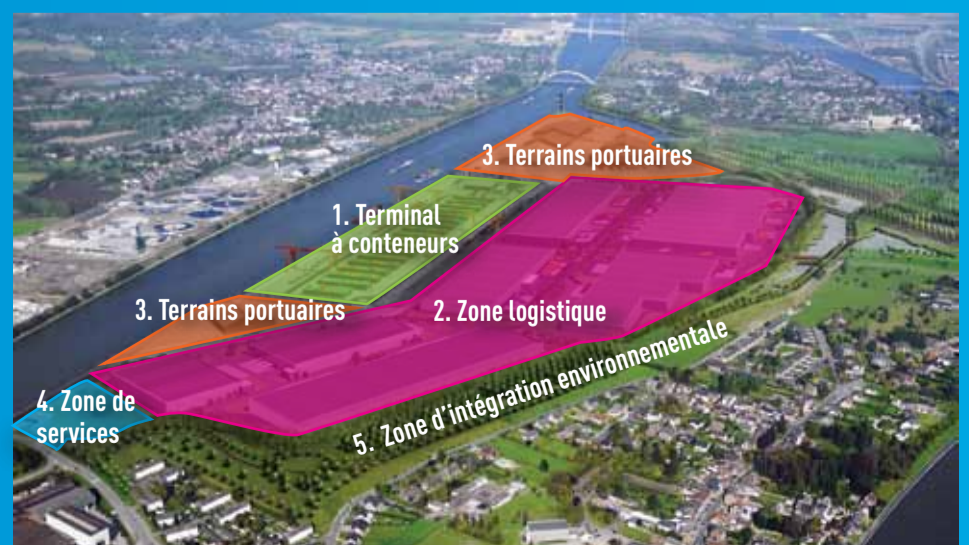 3. Terrains portuaires
1. Terminal
à conteneurs
3. Terrains portuaires
2. Zone logistique
5. Zone d'intégration environnementale
4. Zone de
services